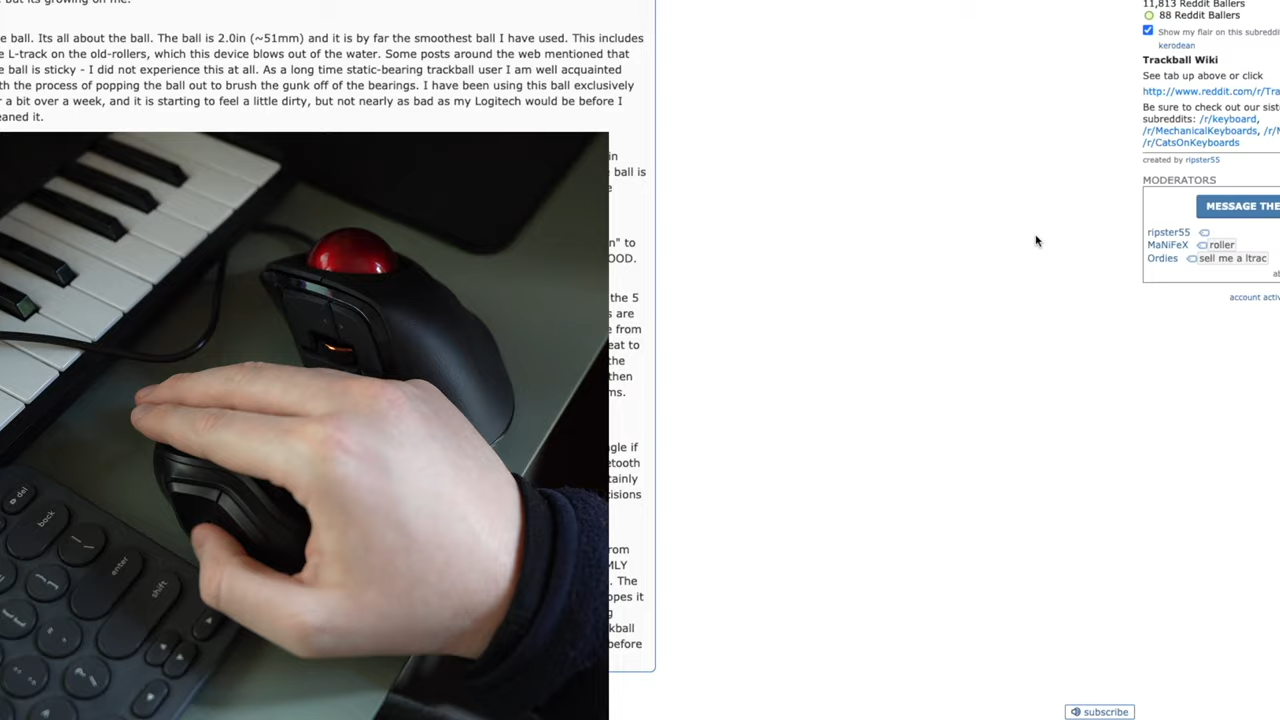 , but its growing on me.
e ball. Its all about the ball. The ball is 2.0in (~51mm) and it is by far the smoothest ball I have used. This includes
e L-track on the old-rollers, which this device blows out of the water. Some posts around the web mentioned that
e ball is sticky - I did not experience this at all. As a long time static-bearing trackball user I am well acquainted
th the process of popping the ball out to brush the gunk off of the bearings. I have been using this ball exclusively
r a bit over a week, and it is starting to feel a little dirty, but not nearly as bad as my Logitech would be before I
eaned it.
in
ball is
e
n" to
OOD.
the 5
s are
e from
eat to
the
then
ms.
ngle if
etooth
tainly
cisions
rom
MLY
. The
opes it
g
kball
before
11,813 Reddit Ballers
88 Reddit Ballers
Show my flair on this subreddi
kerodean
Trackball Wiki
See tab up above or click
http://www.reddit.com/r/Tra
Be sure to check out our sist
subreddits: /r/keyboard,
/r/MechanicalKeyboards, /r/M
/r/CatsOnKeyboards
created by ripster55
MODERATORS
MESSAGE THE
ripster55
MaNiFeX roller
Ordies sell me a ltrac
ab
account activ
subscribe
del
back
enter
shift